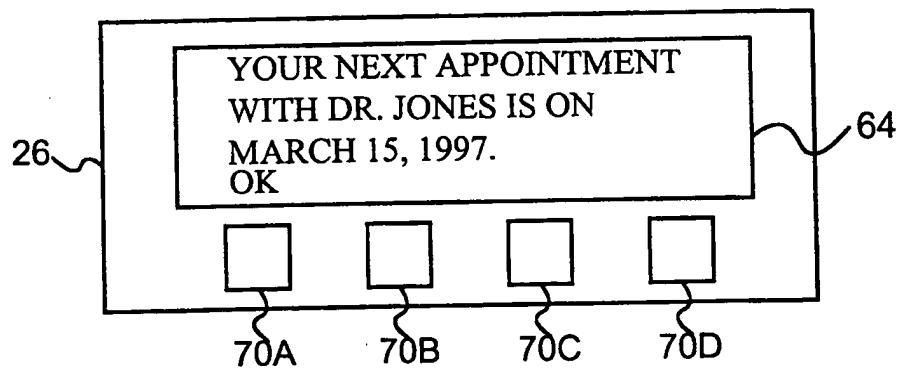 YOUR NEXT APPOINTMENT
WITH DR. JONES IS ON
MARCH 15, 1997.
OK
26
64
70A
70B
70C
70D